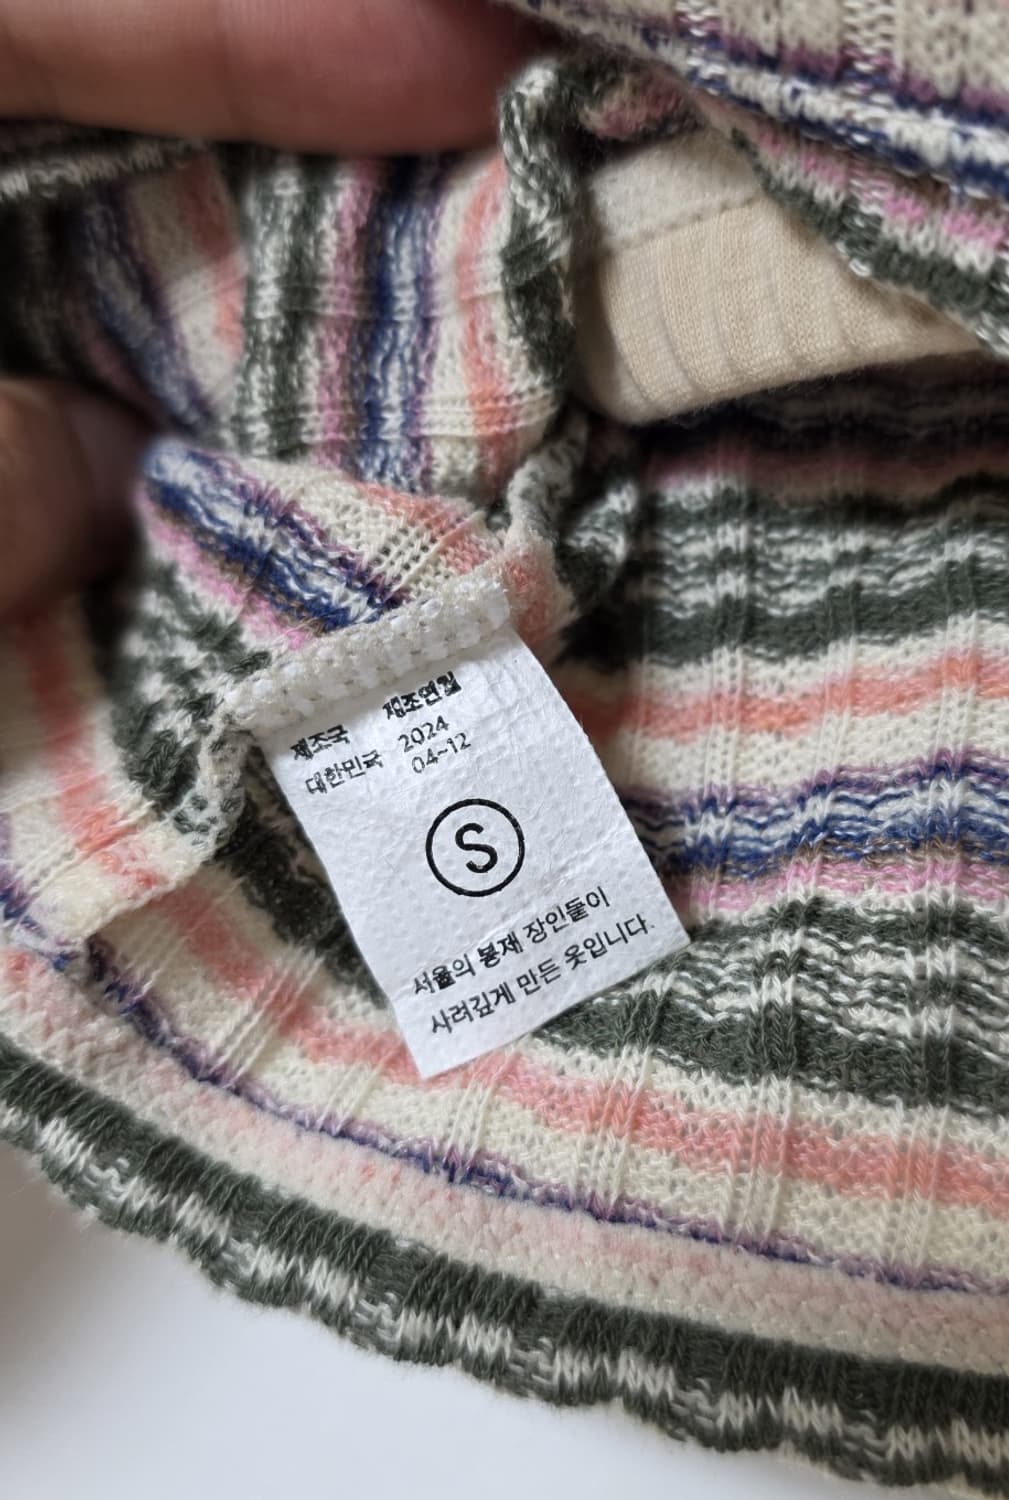 제조국 제조연월
대한민국 2024
04~12
S
서울의 봉제 장인들이
사려깊게 만든 옷입니다.